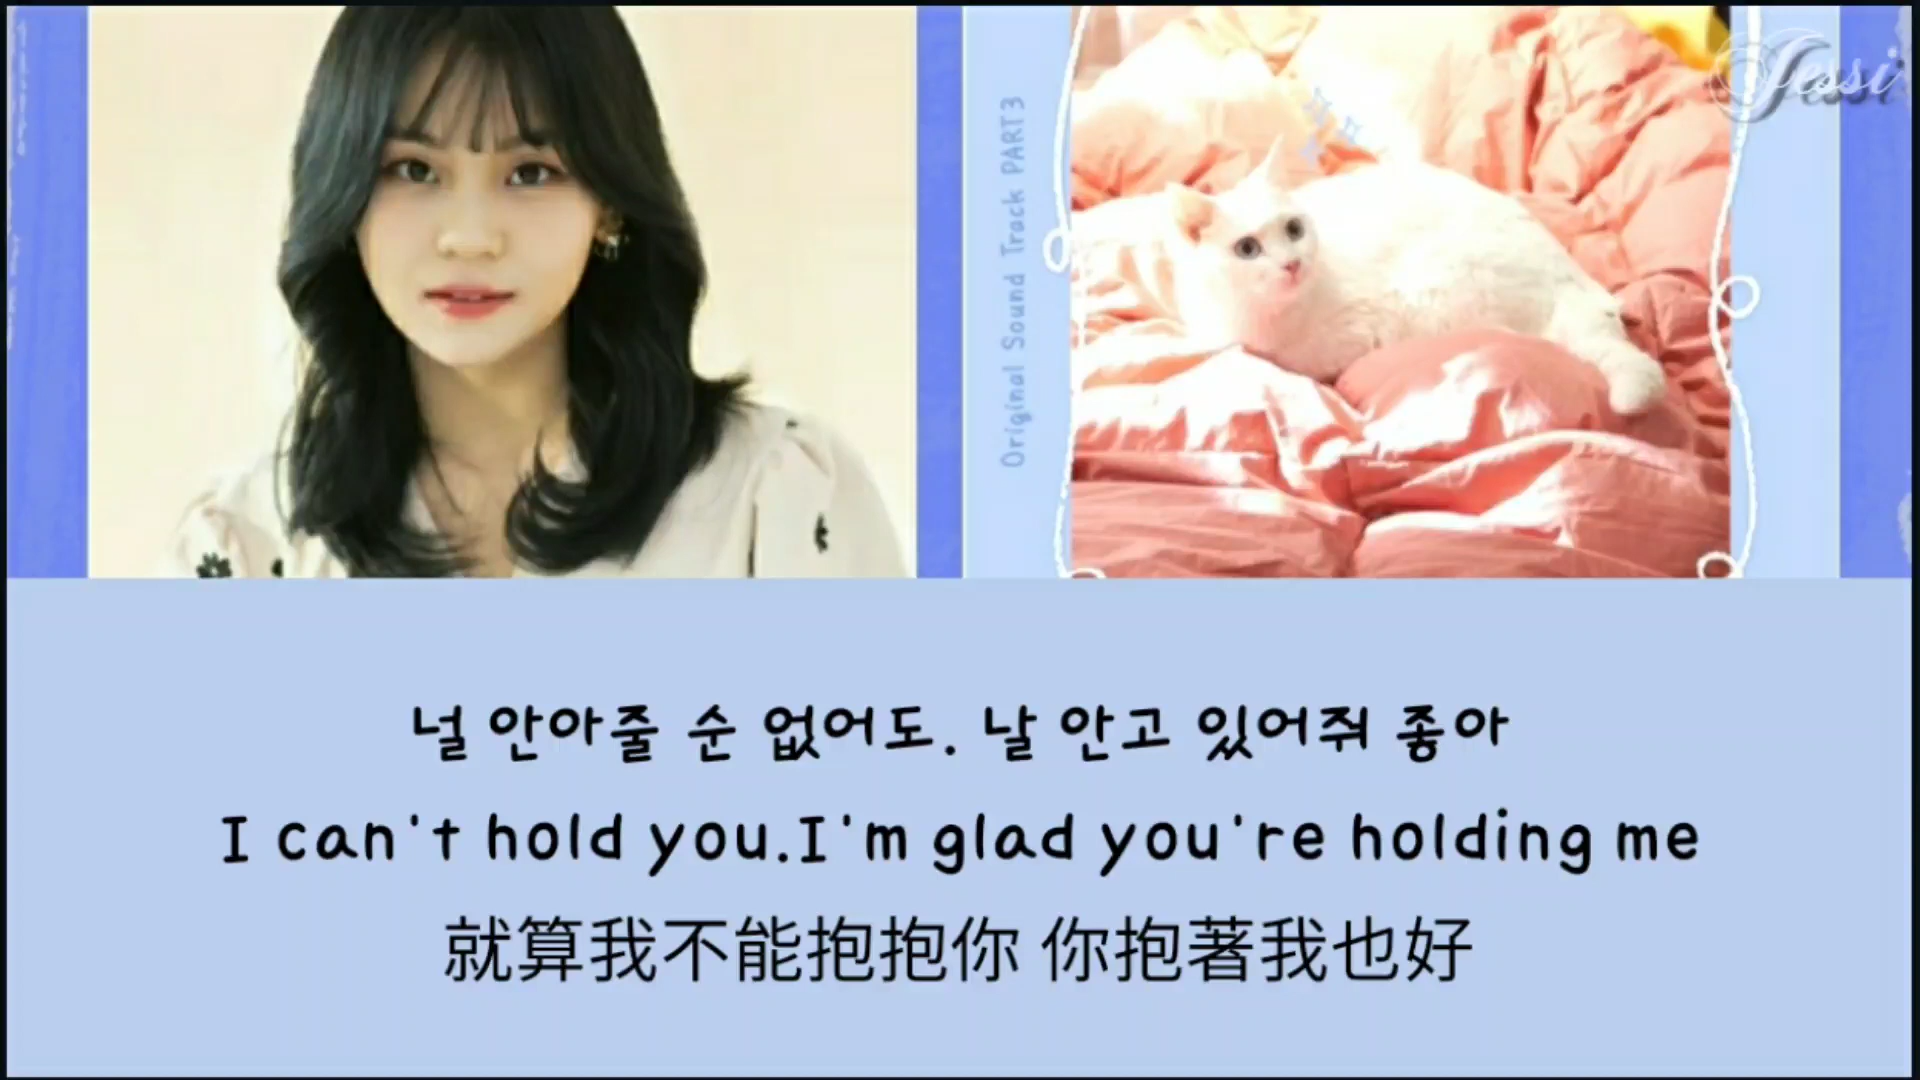 Jessi
Original Sound Track PART3
널 안아줄 순 없어도. 날 안고 있어줘 좋아
I can't hold you.I'm glad you're holding me
就算我不能抱抱你 你抱著我也好